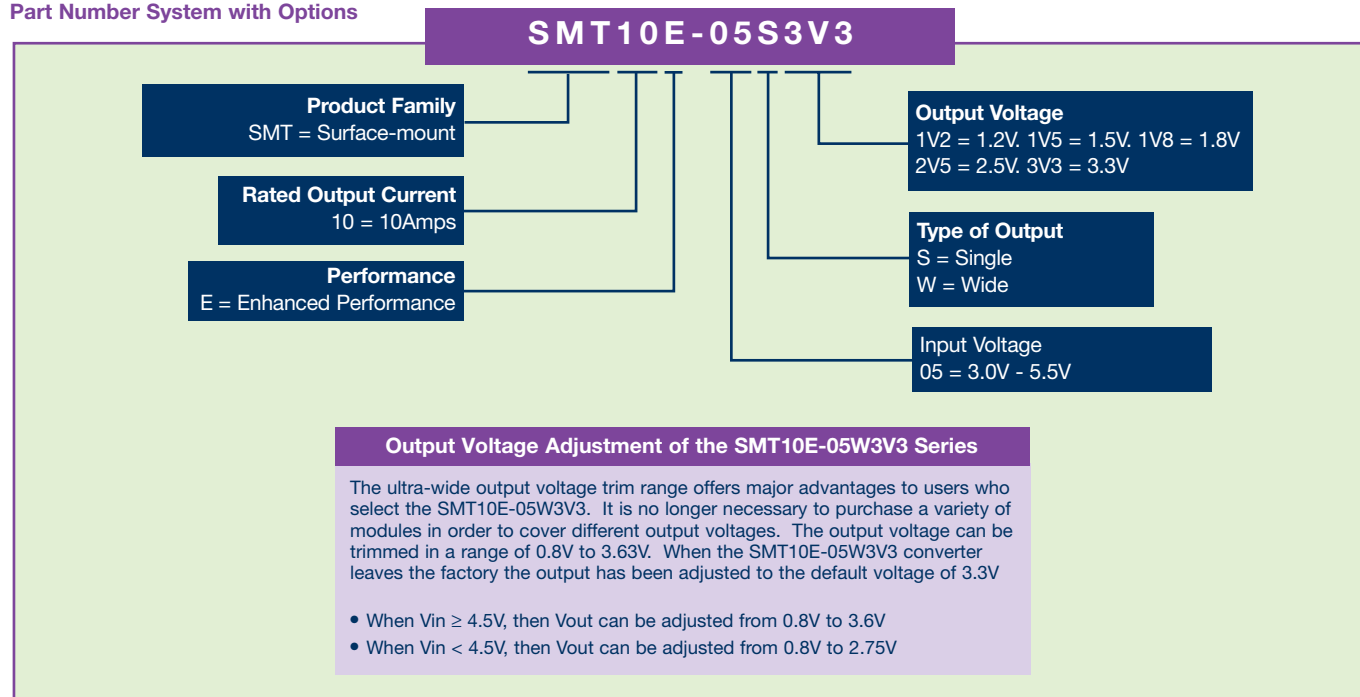 Part Number System with Options
SMT10E-05S3V3
Product Family
SMT = Surface-mount
Rated Output Current
10 = 10Amps
Performance
E = Enhanced Performance
Output Voltage
1V2 = 1.2V. 1V5 = 1.5V. 1V8 = 1.8V
2V5 = 2.5V. 3V3 = 3.3V
Type of Output
S = Single
W = Wide
Input Voltage
05 = 3.0V - 5.5V
Output Voltage Adjustment of the SMT10E-05W3V3 Series
The ultra-wide output voltage trim range offers major advantages to users who
select the SMT10E-05W3V3. It is no longer necessary to purchase a variety of
modules in order to cover different output voltages. The output voltage can be
trimmed in a range of 0.8V to 3.63V. When the SMT10E-05W3V3 converter
leaves the factory the output has been adjusted to the default voltage of 3.3V
• When Vin ≥ 4.5V, then Vout can be adjusted from 0.8V to 3.6V
• When Vin < 4.5V, then Vout can be adjusted from 0.8V to 2.75V